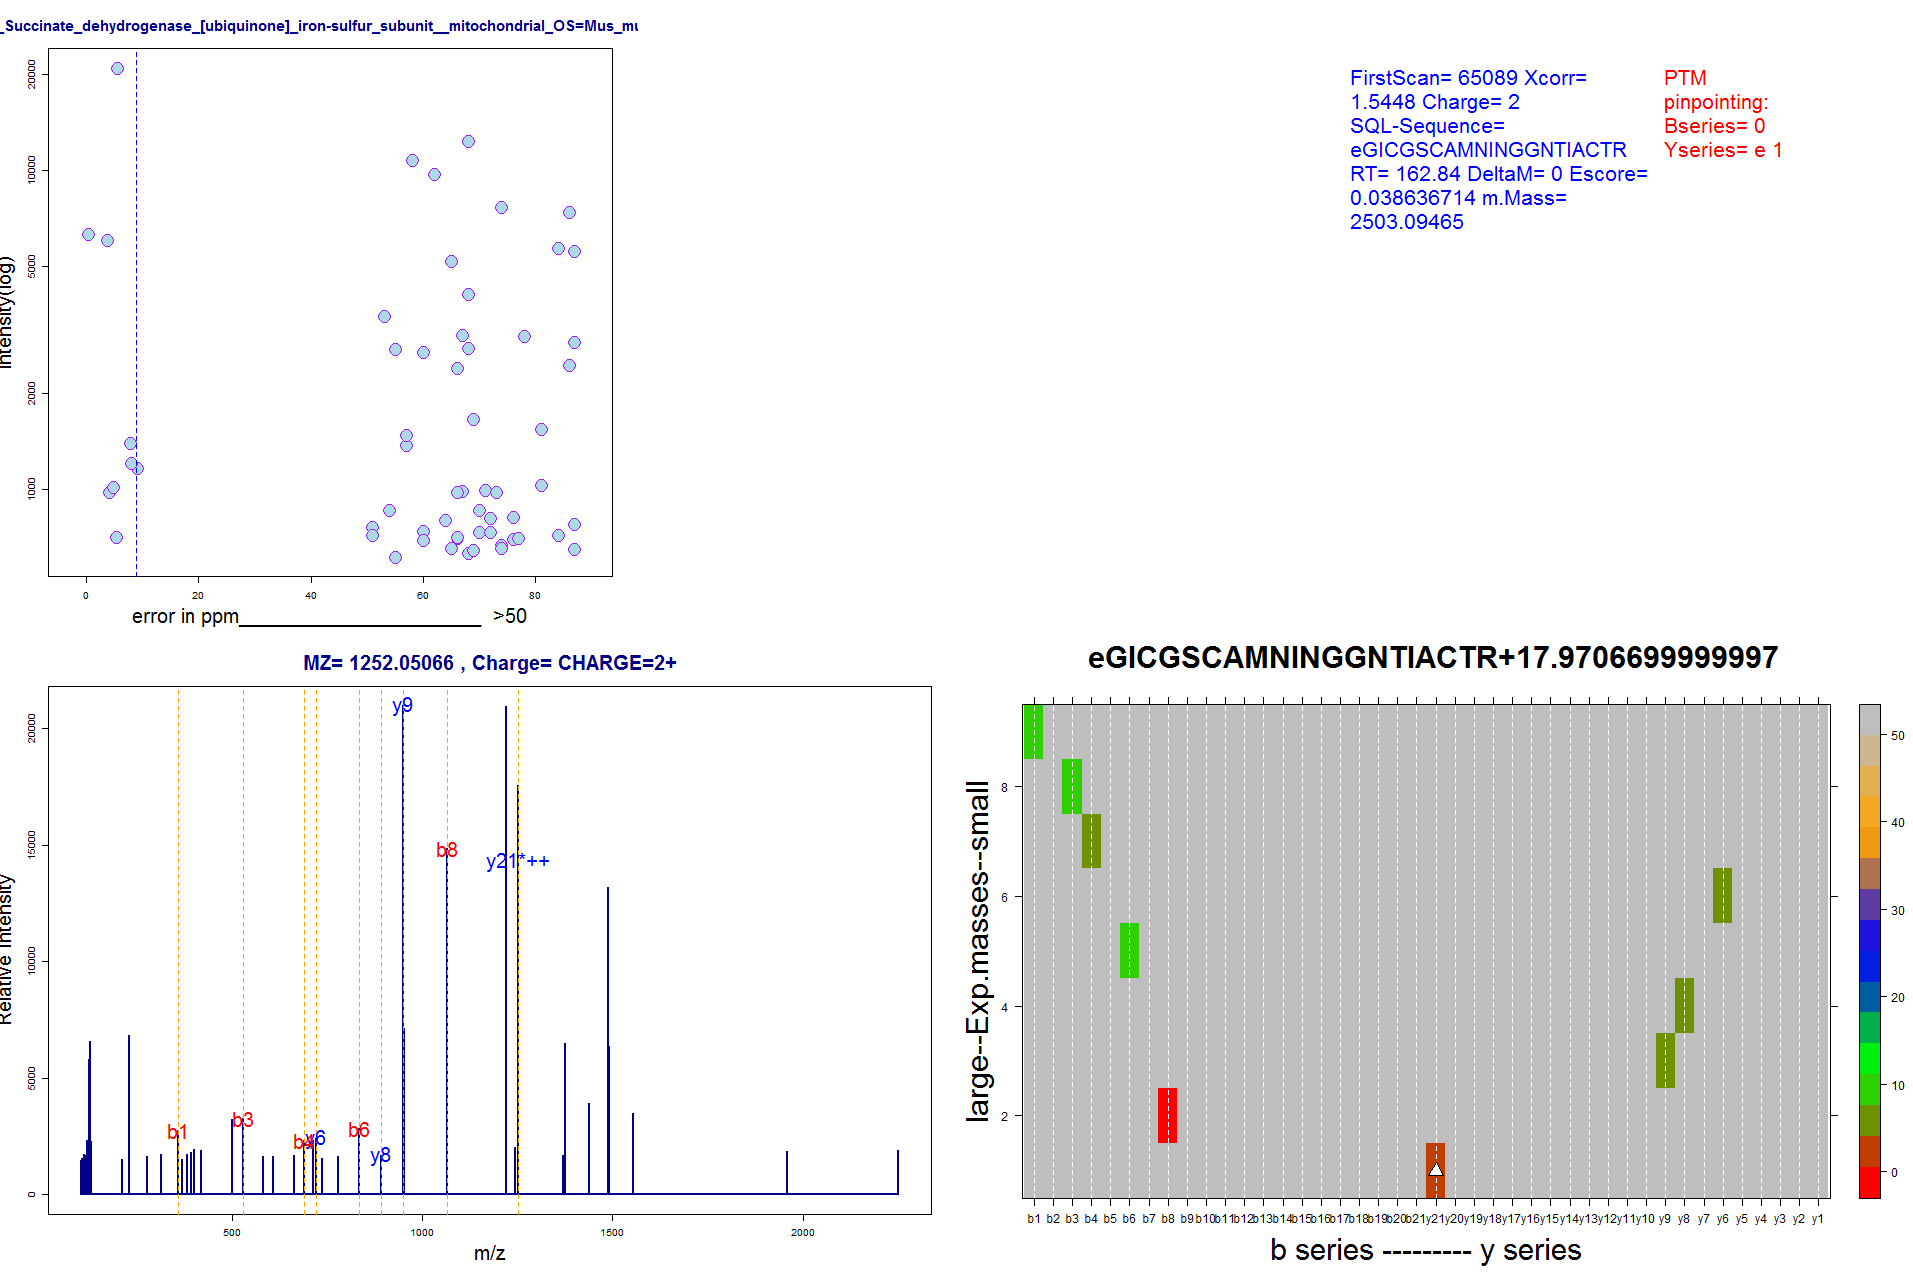 _Succinate_dehydrogenase_[ubiquinone]_iron-sulfur_subunit__mitochondrial_OS=Mus_mu
Intensity(log)
20000
10000
5000
2000
1000
0 20 40 60 80
error in ppm______________________ >50
FirstScan= 65089 Xcorr=
1.5448 Charge= 2
SQL-Sequence=
eGICGSCAMNINGGNTIACTR
RT= 162.84 DeltaM= 0 Escore=
0.038636714 m.Mass=
2503.09465
PTM
pinpointing:
Bseries= 0
Yseries= e 1
MZ= 1252.05066 , Charge= CHARGE=2+
Relative Intensity
20000
15000
10000
5000
0
y9
b8
y21*++
b1
b3
b4
y6
b6
y8
500 1000 1500 2000
m/z
eGICGSCAMNINGGNTIACTR+17.9706699999997
large--Exp.masses--small
8
6
4
2
50
40
30
20
10
0
b1 b2 b3 b4 b5 b6 b7 b8 b9 b10 b11 b12 b13 b14 b15 b16 b17 b18 b19 b20 b21 y21 y20 y19 y18 y17 y16 y15 y14 y13 y12 y11 y10 y9 y8 y7 y6 y5 y4 y3 y2 y1
b series --------- y series